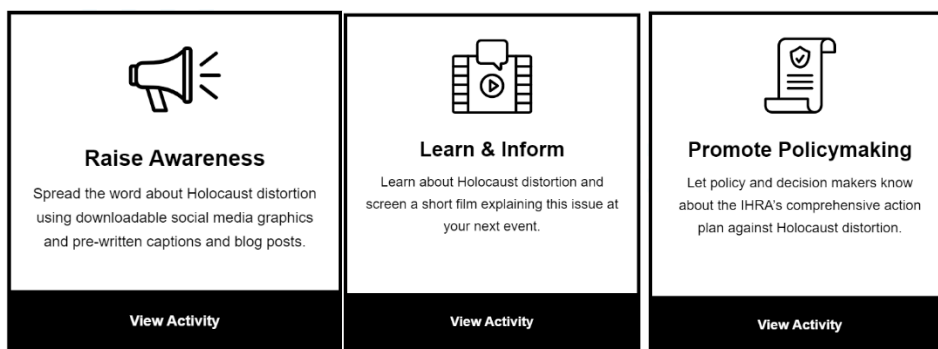 Raise Awareness
Spread the word about Holocaust distortion
using downloadable social media graphics
and pre-written captions and blog posts.
View Activity
Learn & Inform
Learn about Holocaust distortion and
screen a short film explaining this issue at
your next event.
View Activity
Promote Policymaking
Let policy and decision makers know
about the IHRA's comprehensive action
plan against Holocaust distortion.
View Activity